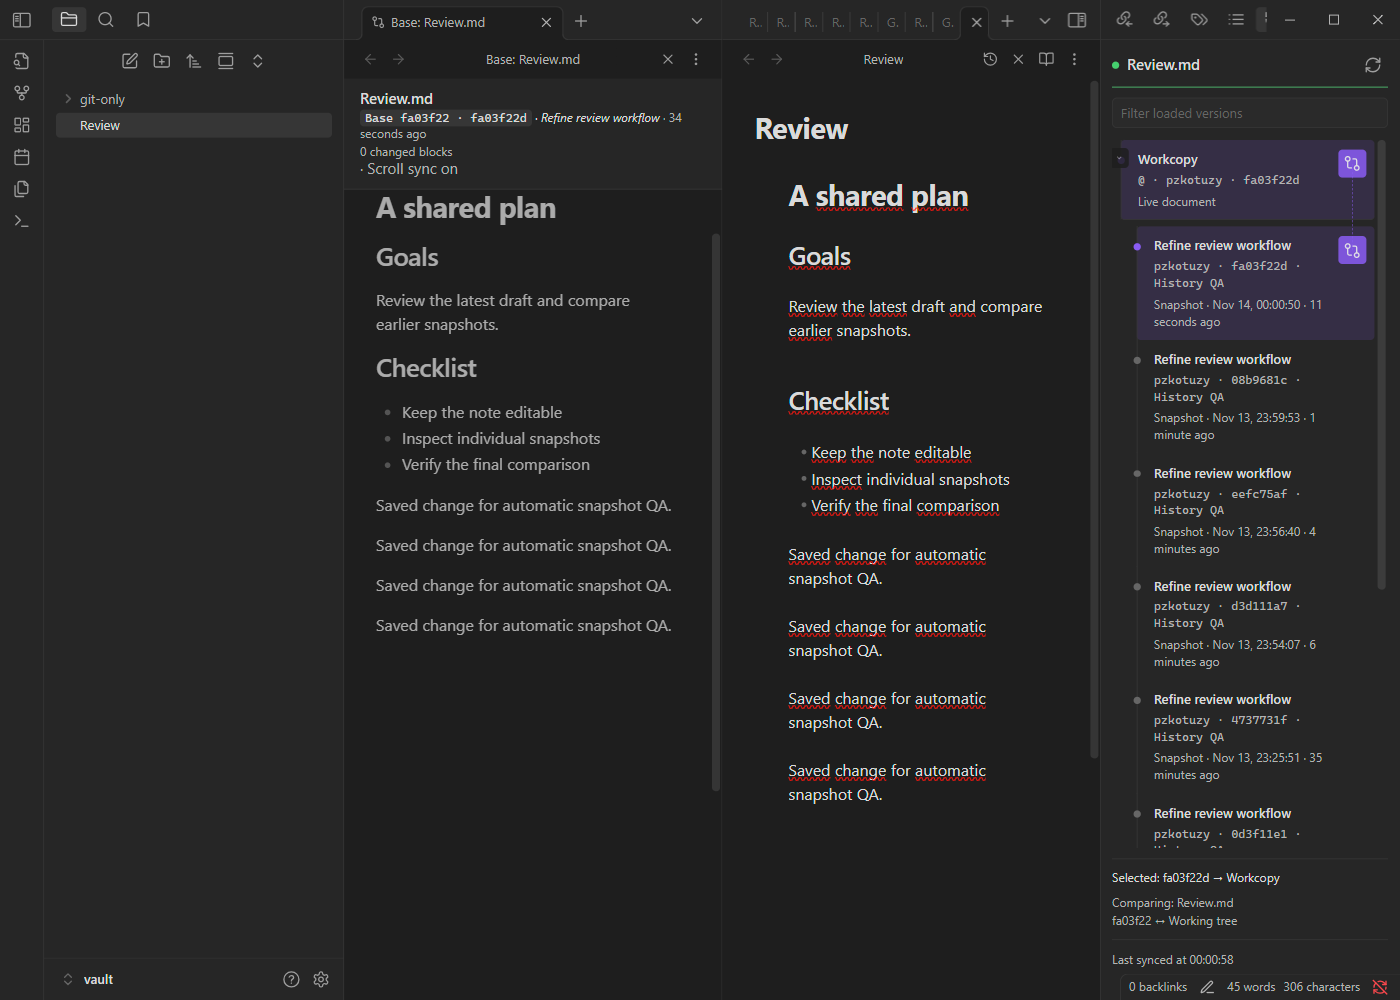 git-only
Review
vault
Base: Review.md
Base: Review.md
Review.md
Base fa03f22 · fa03f22d · Refine review workflow · 34
seconds ago
0 changed blocks
· Scroll sync on
A shared plan
Goals
Review the latest draft and compare
earlier snapshots.
Checklist
Keep the note editable
Inspect individual snapshots
Verify the final comparison
Saved change for automatic snapshot QA.
Saved change for automatic snapshot QA.
Saved change for automatic snapshot QA.
Saved change for automatic snapshot QA.
R.. R.. R.. R.. R.. G. R.. G.
Review
Review
A shared plan
Goals
Review the latest draft and compare
earlier snapshots.
Checklist
Keep the note editable
Inspect individual snapshots
Verify the final comparison
Saved change for automatic
snapshot QA.
Saved change for automatic
snapshot QA.
Saved change for automatic
snapshot QA.
Saved change for automatic
snapshot QA.
Review.md
Filter loaded versions
Workcopy
@ · pzkotuzy · fa03f22d
Live document
Refine review workflow
pzkotuzy · fa03f22d ·
History QA
Snapshot · Nov 14, 00:00:50 · 11
seconds ago
Refine review workflow
pzkotuzy · 08b9681c ·
History QA
Snapshot · Nov 13, 23:59:53 · 1
minute ago
Refine review workflow
pzkotuzy · eefc75af ·
History QA
Snapshot · Nov 13, 23:56:40 · 4
minutes ago
Refine review workflow
pzkotuzy · d3d111a7 ·
History QA
Snapshot · Nov 13, 23:54:07 · 6
minutes ago
Refine review workflow
pzkotuzy · 4737731f ·
History QA
Snapshot · Nov 13, 23:25:51 · 35
minutes ago
Refine review workflow
pzkotuzy · 0d3f11e1 ·
Selected: fa03f22d → Workcopy
Comparing: Review.md
fa03f22 ↔ Working tree
Last synced at 00:00:58
0 backlinks 45 words 306 characters